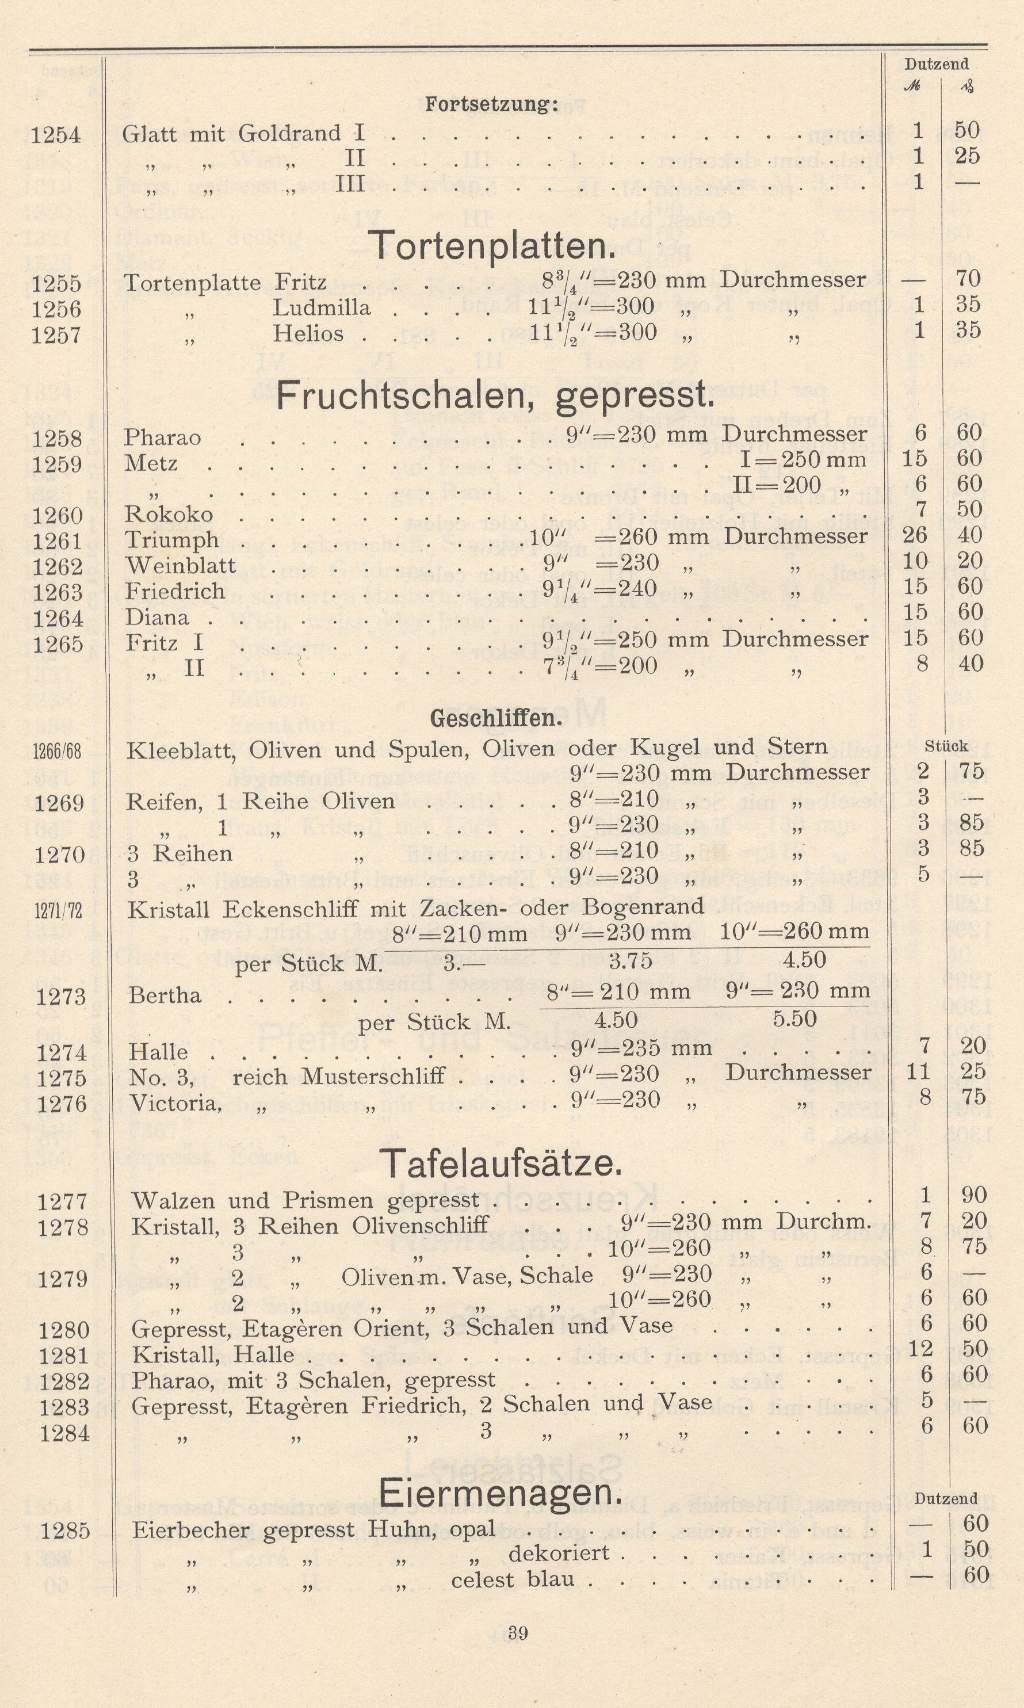 Dutzend
ℳ ₰
Fortsetzung:
1254 Glatt mit Goldrand I . . . . . . . . . . . . . . . . 1 50
„ „ „ II . . . . . . . . . . . . . . . . 1 25
„ „ „ III . . . . . . . . . . . . . . . . 1 —
Tortenplatten.
1255 Tortenplatte Fritz . . . . 8³/₄″=230 mm Durchmesser — 70
1256 „ Ludmilla . . . . 11¹/₂″=300 „ „ 1 35
1257 „ Helios . . . . . 11¹/₂″=300 „ „ 1 35
Fruchtschalen, gepresst.
1258 Pharao . . . . . . . . . . . 9″=230 mm Durchmesser 6 60
1259 Metz . . . . . . . . . . . . . . . . . I=250 mm 15 60
„ . . . . . . . . . . . . . . . . . II=200 „ 6 60
1260 Rokoko . . . . . . . . . . . . . . . . . . . . . 7 50
1261 Triumph . . . . . . . . . 10″ =260 mm Durchmesser 26 40
1262 Weinblatt . . . . . . . . . . 9″ =230 „ „ 10 20
1263 Friedrich . . . . . . . . . . 9¹/₄″=240 „ „ 15 60
1264 Diana . . . . . . . . . . . . . . . . . . . . . . 15 60
1265 Fritz I . . . . . . . . . . 9¹/₂″=250 mm Durchmesser 15 60
„ II . . . . . . . . . . 7³/₄″=200 „ „ 8 40
Geschliffen.
Stück
1266/68 Kleeblatt, Oliven und Spulen, Oliven oder Kugel und Stern
9″=230 mm Durchmesser 2 75
1269 Reifen, 1 Reihe Oliven . . . . . 8″=210 „ „ 3 —
„ 1 „ „ . . . . . 9″=230 „ „ 3 85
1270 3 Reihen „ . . . . . 8″=210 „ „ 3 85
3 „ „ . . . . . 9″=230 „ „ 5 —
1271/72 Kristall Eckenschliff mit Zacken- oder Bogenrand
8″=210 mm 9″=230 mm 10″=260 mm
per Stück M. 3.— 3.75 4.50
1273 Bertha . . . . . . . . . . . 8″=210 mm 9″=230 mm
per Stück M. 4.50 5.50
1274 Halle . . . . . . . . . . . . 9″=235 mm . . . . . 7 20
1275 No. 3, reich Musterschliff . . . . 9″=230 „ Durchmesser 11 25
1276 Victoria, „ „ . . . . 9″=230 „ „ 8 75
Tafelaufsätze.
1277 Walzen und Prismen gepresst . . . . . . . . . . . . . 1 90
1278 Kristall, 3 Reihen Olivenschliff . . . 9″=230 mm Durchm. 7 20
„ 3 „ „ . . . 10″=260 „ „ 8 75
1279 „ 2 „ Oliven m. Vase, Schale 9″=230 „ „ 6 —
„ 2 „ „ „ „ „ 10″=260 „ „ 6 60
1280 Gepresst, Etagèren Orient, 3 Schalen und Vase . . . . . . 6 60
1281 Kristall, Halle . . . . . . . . . . . . . . . . . . . 12 50
1282 Pharao, mit 3 Schalen, gepresst . . . . . . . . . . . . 6 60
1283 Gepresst, Etagèren Friedrich, 2 Schalen und Vase . . . . . 5 —
1284 „ „ „ 3 „ „ „ . . . . . 6 60
Eiermenagen.
Dutzend
1285 Eierbecher gepresst Huhn, opal . . . . . . . . . . . . — 60
„ „ „ „ dekoriert . . . . . . . . . 1 50
„ „ „ celest blau . . . . . . . . . . — 60
39